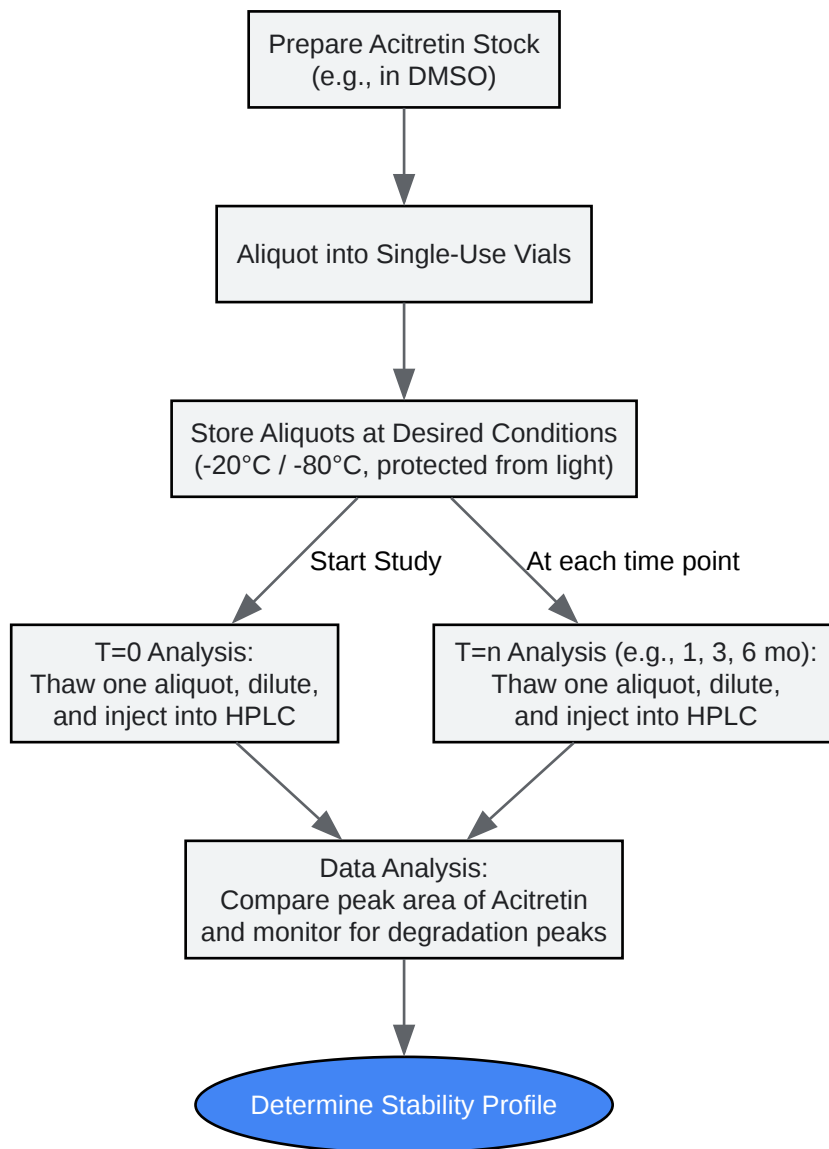 Prepare Acitretin Stock
(e.g., in DMSO)
Aliquot into Single-Use Vials
Store Aliquots at Desired Conditions
(-20°C / -80°C, protected from light)
Start Study
At each time point
T=0 Analysis:
Thaw one aliquot, dilute,
and inject into HPLC
T=n Analysis (e.g., 1, 3, 6 mo):
Thaw one aliquot, dilute,
and inject into HPLC
Data Analysis:
Compare peak area of Acitretin
and monitor for degradation peaks
Determine Stability Profile